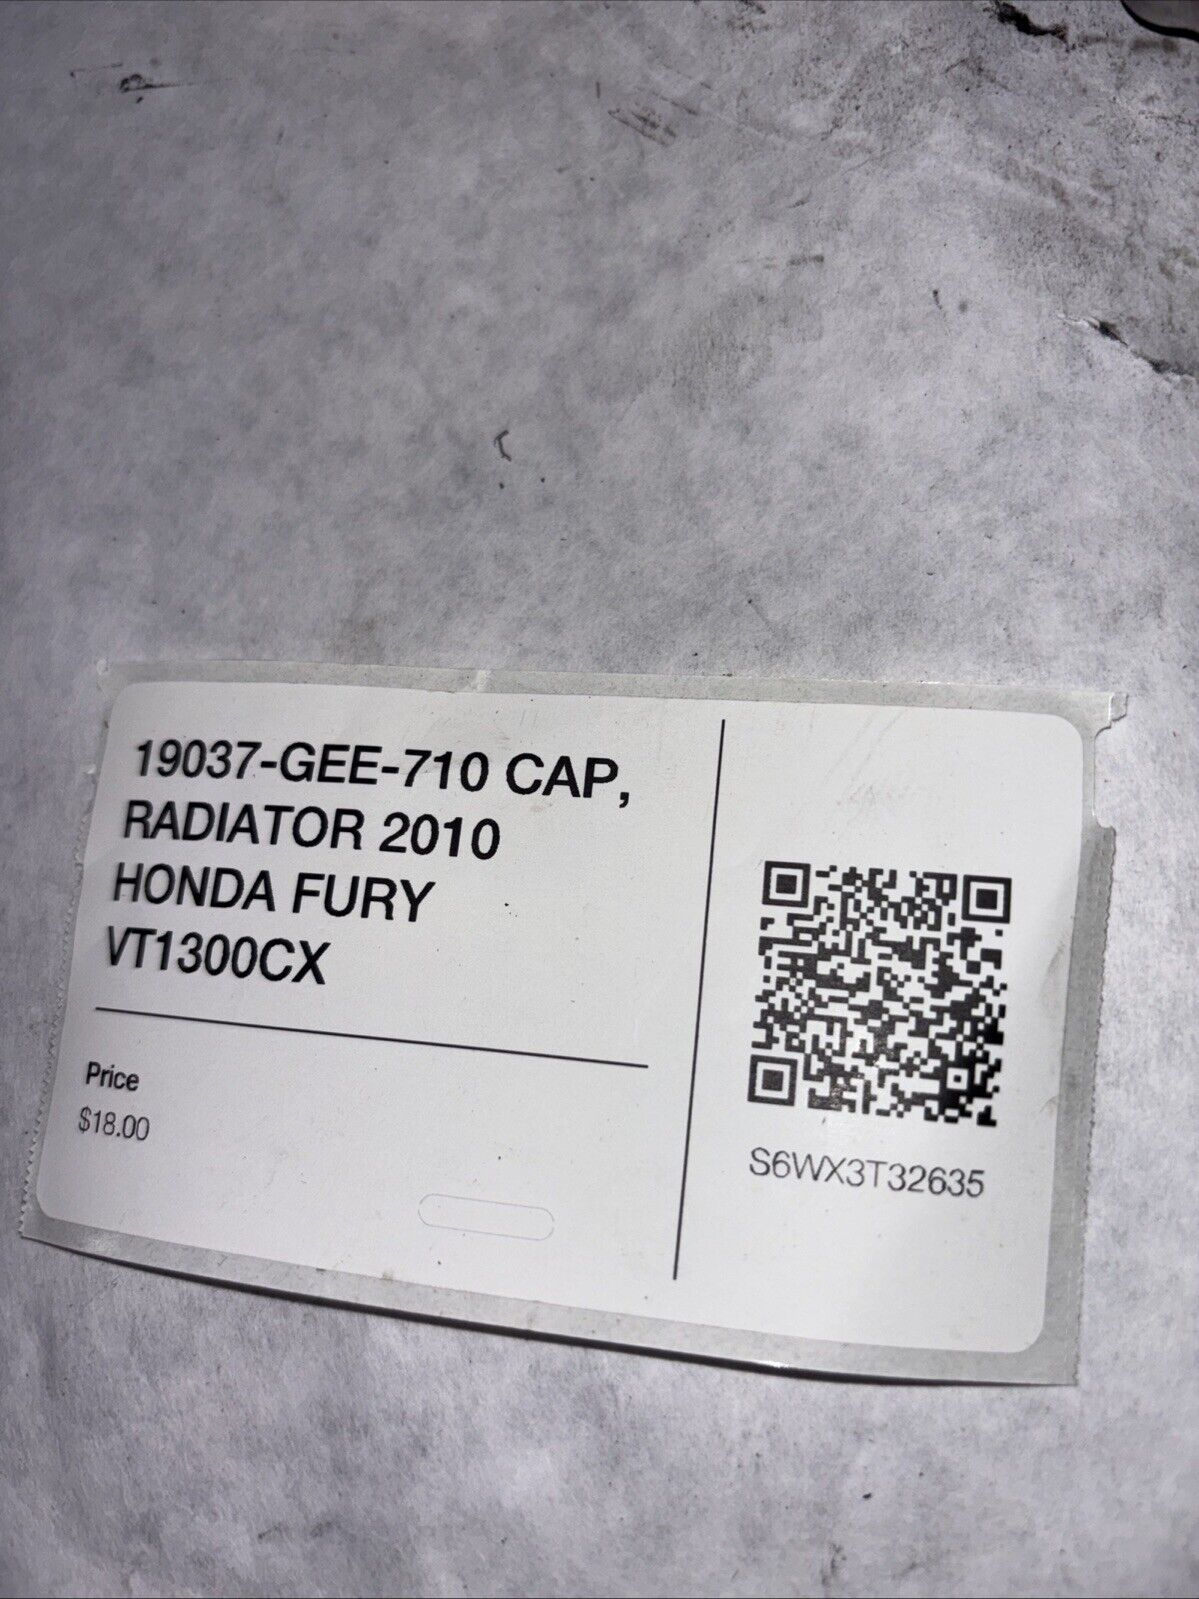 19037-GEE-710 CAP,
RADIATOR 2010
HONDA FURY
VT1300CX
Price
$18.00
S6WX3T32635